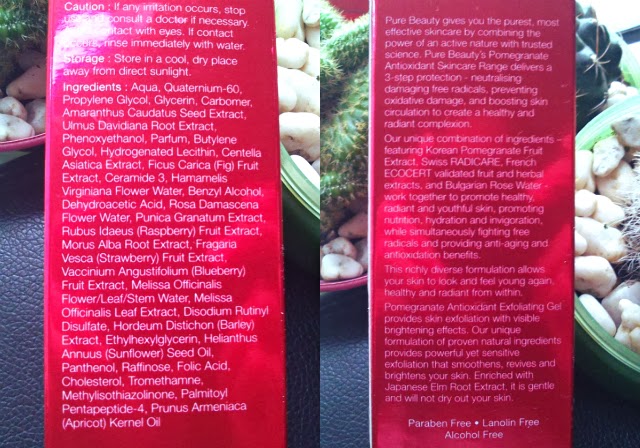 Caution : If any irritation occurs, stop
and consult a doctor if necessary.
contact with eyes. If contact
rinse immediately with water.
Storage : Store in a cool, dry place
away from direct sunlight.
Ingredients : Aqua, Quaternium-60,
Propylene Glycol, Glycerin, Carbomer,
Amaranthus Caudatus Seed Extract,
Ulmus Davidiana Root Extract,
Phenoxyethanol, Parfum, Butylene
Glycol, Hydrogenated Lecithin, Centella
Asiatica Extract, Ficus Carica (Fig) Fruit
Extract, Ceramide 3, Hamamelis
Virginiana Flower Water, Benzyl Alcohol,
Dehydroacetic Acid, Rosa Damascena
Flower Water, Punica Granatum Extract,
Rubus Idaeus (Raspberry) Fruit Extract,
Morus Alba Root Extract, Fragaria
Vesca (Strawberry) Fruit Extract,
Vaccinium Angustifolium (Blueberry)
Fruit Extract, Melissa Officinalis
Flower/Leaf/Stem Water, Melissa
Officinalis Leaf Extract, Disodium Rutinyl
Disulfate, Hordeum Distichon (Barley)
Extract, Ethylhexylglycerin, Helianthus
Annuus (Sunflower) Seed Oil,
Panthenol, Raffinose, Folic Acid,
Cholesterol, Tromethamne,
Methylisothiazolinone, Palmitoyl
Pentapeptide-4, Prunus Armeniaca
(Apricot) Kernel Oil
Pure Beauty gives you the purest, most
effective skincare by combining the
power of an active nature with trusted
science. Pure Beauty's Pomegranate
Antioxidant Skincare Range delivers a
3-step protection - neutralising
damaging free radicals, preventing
oxidative damage, and boosting skin
circulation to create a healthy and
radiant complexion.
Our unique combination of ingredients -
featuring Korean Pomegranate Fruit
Extract, Swiss RADICARE, French
ECOCERT validated fruit and herbal
extracts, and Bulgarian Rose Water -
work together to promote healthy,
radiant and youthful skin, promoting
nutrition, hydration and invigoration,
while simultaneously fighting free
radicals and providing anti-aging and
antioxidation benefits.
This richly diverse formulation allows
your skin to look and feel young again,
healthy and radiant from within.
Pomegranate Antioxidant Exfoliating Gel
provides skin exfoliation with visible
brightening effects. Our unique
formulation of proven natural ingredients
provides powerful yet sensitive
exfoliation that smoothens, revives and
brightens your skin. Enriched with
Japanese Elm Root Extract, it is gentle
and will not dry out your skin.
Paraben Free • Lanolin Free
Alcohol Free